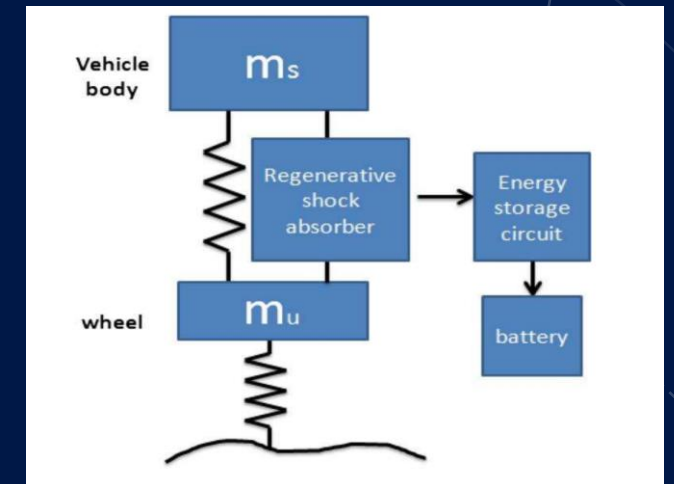 Vehicle
body
ms
Regenerative
shock
absorber
Energy
storage
circuit
wheel
mu
battery